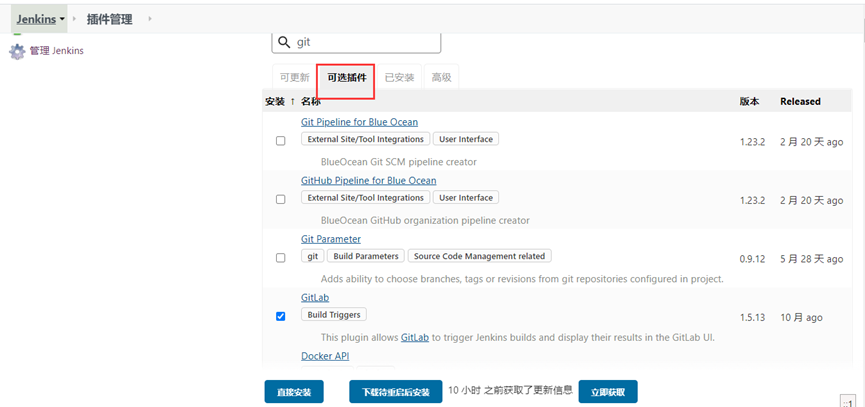 Jenkins 插件管理
管理 Jenkins
git
可更新 可选插件 已安装 高级
安装 ↑ 名称 版本 Released
Git Pipeline for Blue Ocean
External Site/Tool Integrations User Interface 1.23.2 2 月 20 天 ago
BlueOcean Git SCM pipeline creator
GitHub Pipeline for Blue Ocean
External Site/Tool Integrations User Interface 1.23.2 2 月 20 天 ago
BlueOcean GitHub organization pipeline creator
Git Parameter
git Build Parameters Source Code Management related 0.9.12 5 月 28 天 ago
Adds ability to choose branches, tags or revisions from git repositories configured in project.
GitLab
Build Triggers 1.5.13 10 月 ago
This plugin allows GitLab to trigger Jenkins builds and display their results in the GitLab UI.
Docker API
直接安装 下载待重启后安装 10 小时 之前获取了更新信息 立即获取
::1